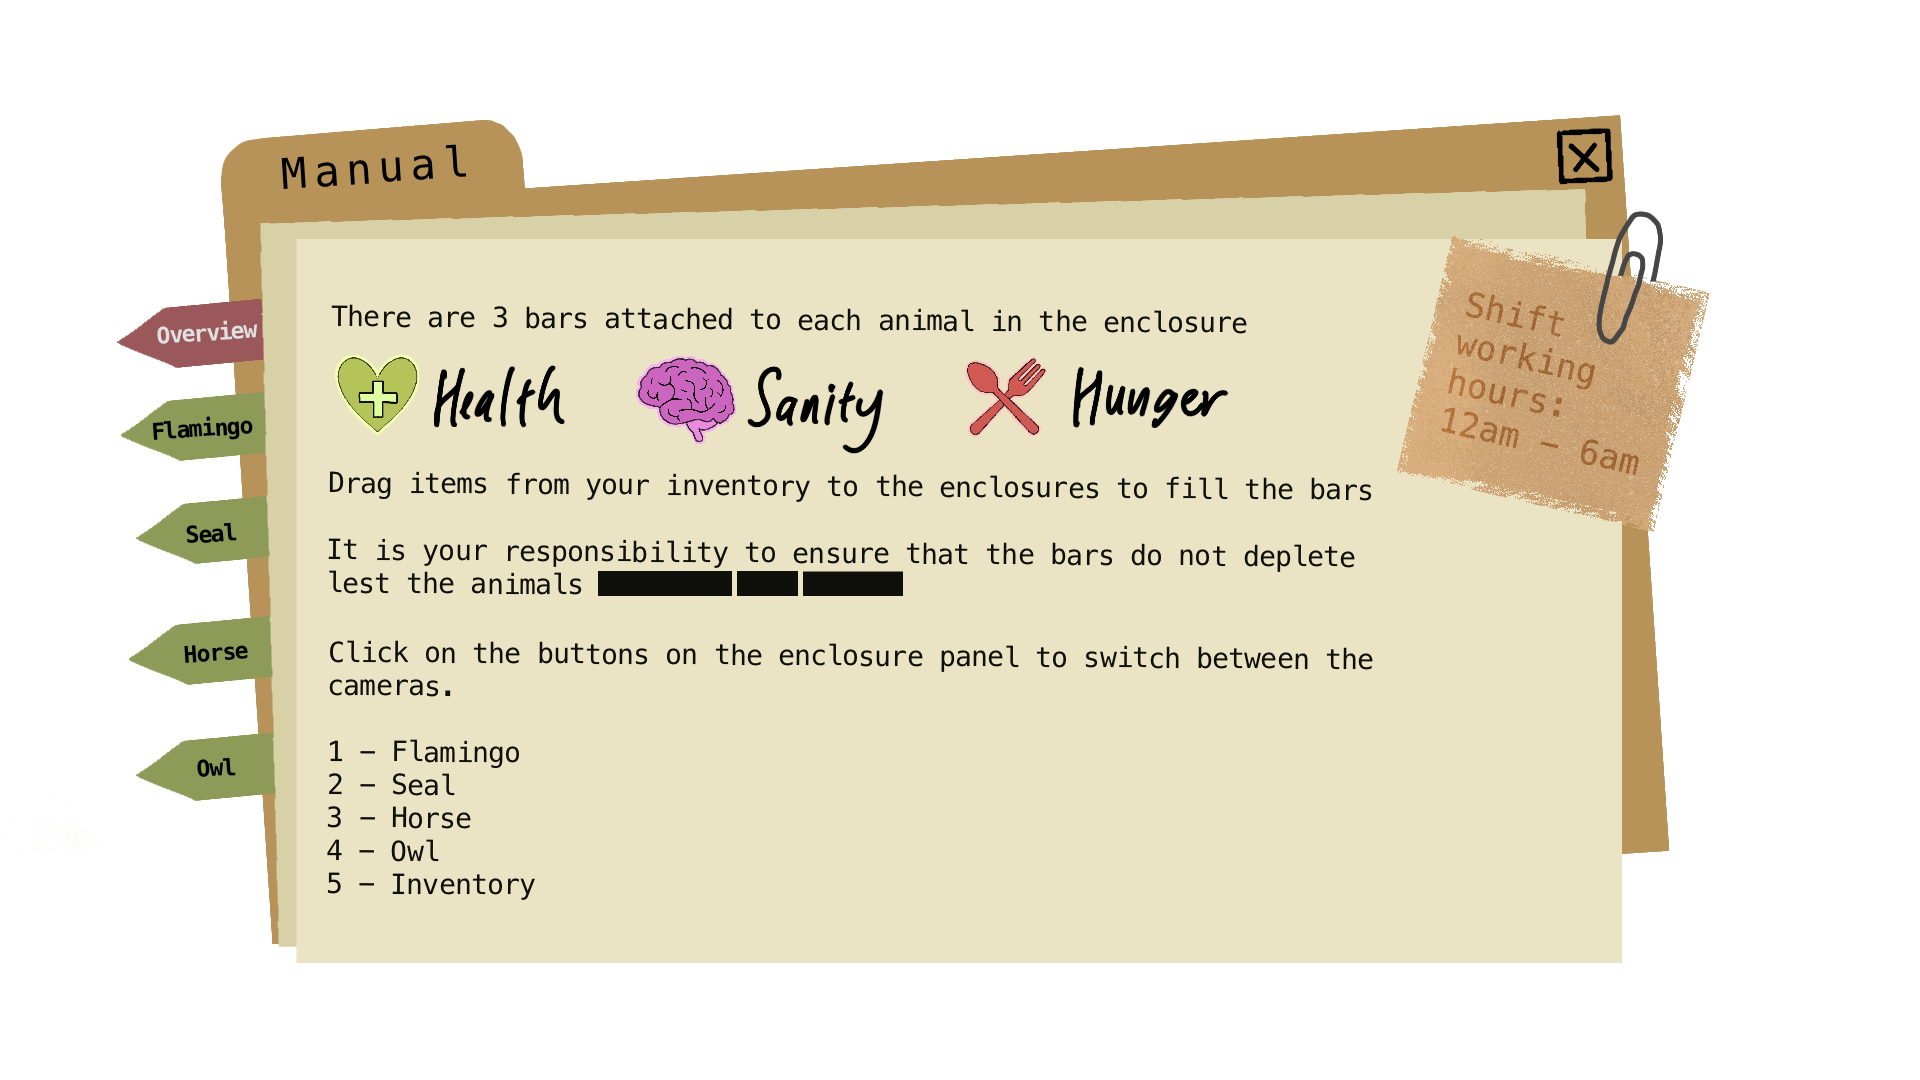 Manual
Overview
Flamingo
Seal
Horse
Owl
There are 3 bars attached to each animal in the enclosure
Health Sanity Hunger
Drag items from your inventory to the enclosures to fill the bars
It is your responsibility to ensure that the bars do not deplete
lest the animals
Click on the buttons on the enclosure panel to switch between the
cameras.
1 – Flamingo
2 – Seal
3 – Horse
4 – Owl
5 – Inventory
Shift
working
hours:
12am – 6am